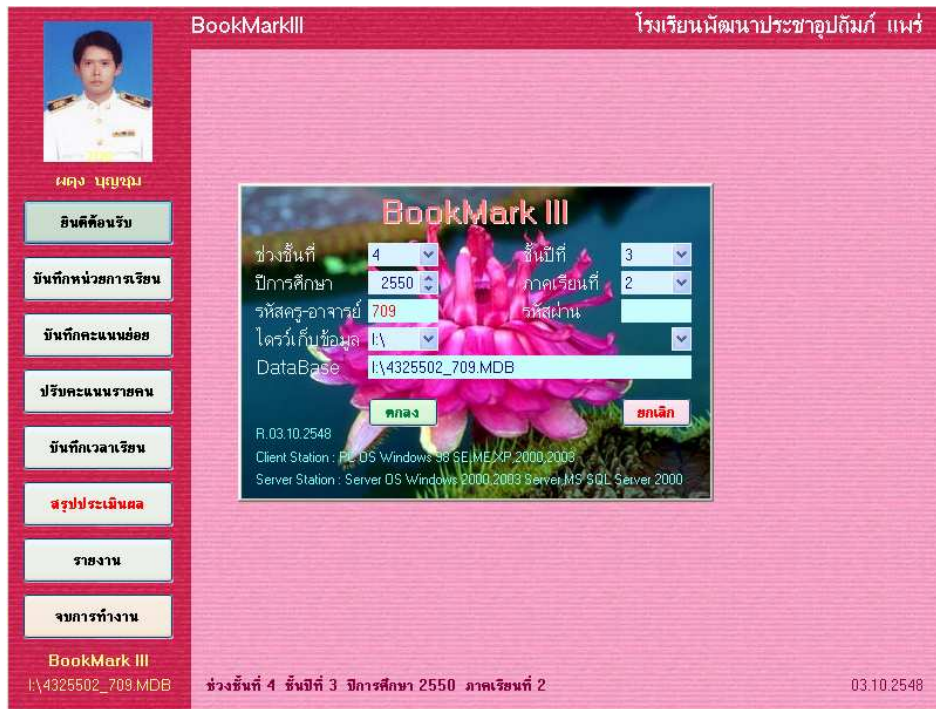 BookMarkIII
โรงเรียนพัฒนาประชาอุปถัมภ์ แพร่
ผดุง บุญชุม
ยินดีต้อนรับ
บันทึกหน่วยการเรียน
บันทึกคะแนนย่อย
ปรับคะแนนรายคน
บันทึกเวลาเรียน
สรุปประเมินผล
รายงาน
จบการทำงาน
BookMark III
I:\4325502_709.MDB
BookMark III
ช่วงชั้นที่ 4 ชั้นปีที่ 3
ปีการศึกษา 2550 ภาคเรียนที่ 2
รหัสครู-อาจารย์ 709 รหัสผ่าน
ไดรว์เก็บข้อมูล I:\
DataBase I:\4325502_709.MDB
ตกลง ยกเลิก
R.03.10.2548
Client Station : PC OS Windows 98 SE,ME,XP,2000,2003
Server Station : Server OS Windows 2000,2003 Server,MS SQL Server 2000
ช่วงชั้นที่ 4 ชั้นปีที่ 3 ปีการศึกษา 2550 ภาคเรียนที่ 2
03.10.2548